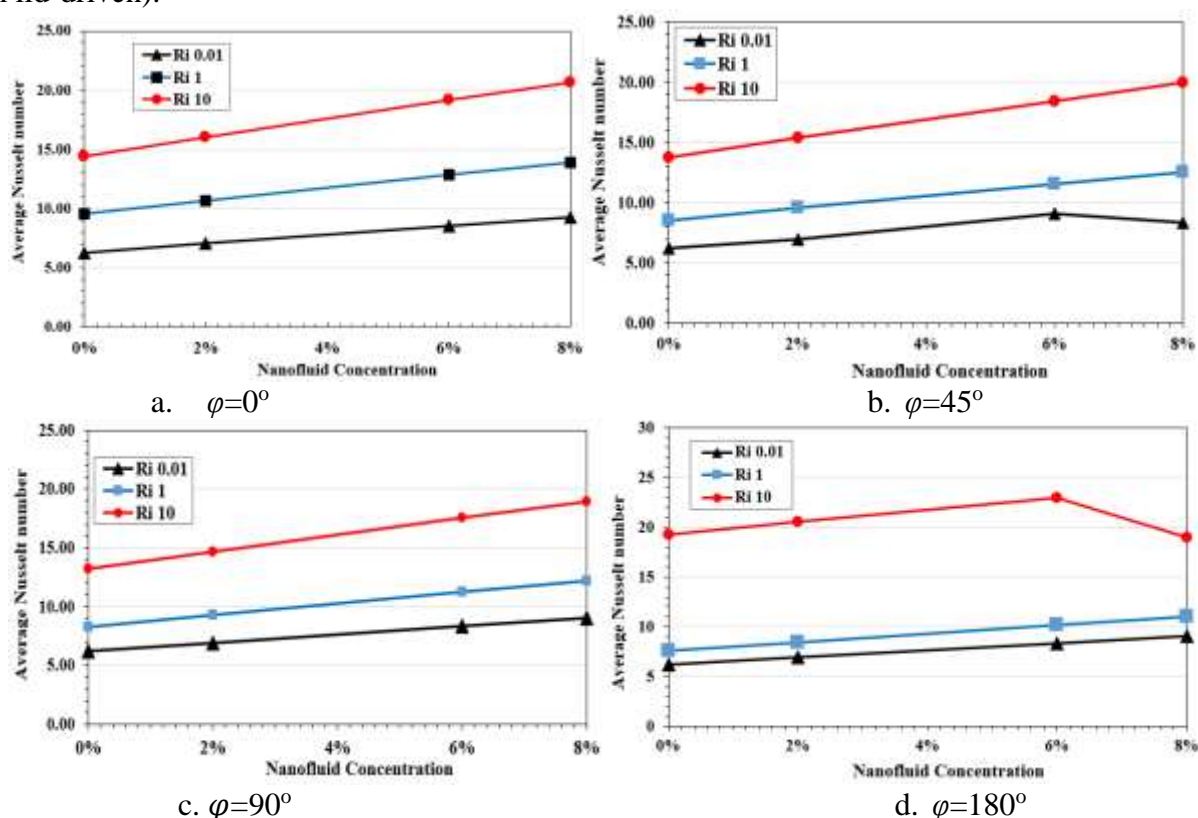 driven).
25.00
20.00
15.00
10.00
5.00
0.00
Average Nusselt number
Ri 0.01
Ri 1
Ri 10
0% 2% 4% 6% 8%
Nanofluid Concentration
a. φ=0º
25.00
20.00
15.00
10.00
5.00
0.00
Average Nusselt number
Ri 0.01
Ri 1
Ri 10
0% 2% 4% 6% 8%
Nanofluid Concentration
b. φ=45º
25.00
20.00
15.00
10.00
5.00
0.00
Average Nusselt number
Ri 0.01
Ri 1
Ri 10
0% 2% 4% 6% 8%
Nanofluid Concentration
c. φ=90º
30
25
20
15
10
5
0
Average Nusselt number
Ri 0.01
Ri 1
Ri 10
0% 2% 4% 6% 8%
Nanofluid Concentration
d. φ=180º